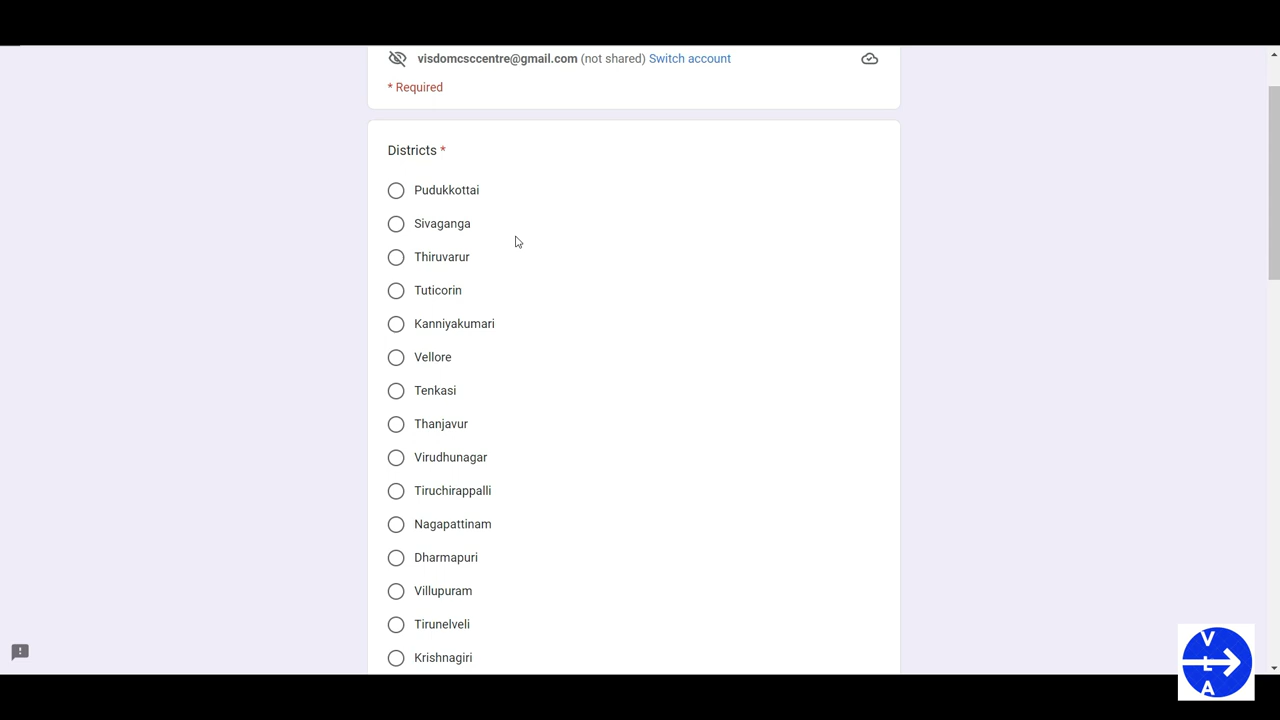 visdomcsccentre@gmail.com (not shared) Switch account
* Required
Districts *
Pudukkottai
Sivaganga
Thiruvarur
Tuticorin
Kanniyakumari
Vellore
Tenkasi
Thanjavur
Virudhunagar
Tiruchirappalli
Nagapattinam
Dharmapuri
Villupuram
Tirunelveli
Krishnagiri
V
L
A